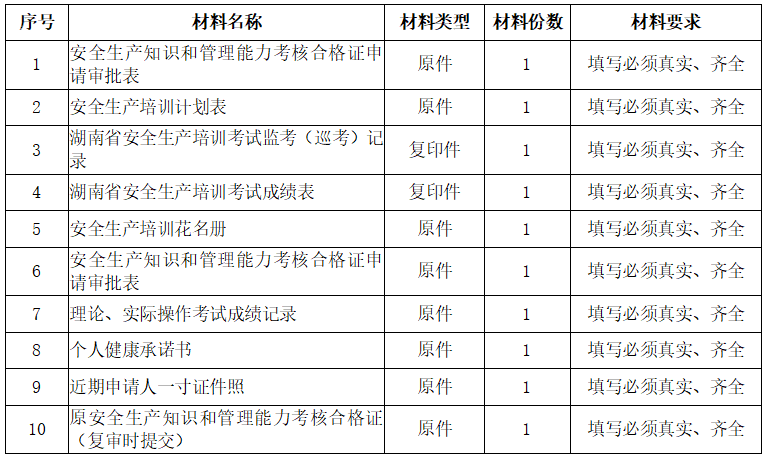 序号 材料名称 材料类型 材料份数 材料要求
1 安全生产知识和管理能力考核合格证申 原件 1 填写必须真实、齐全
请审批表
2 安全生产培训计划表 原件 1 填写必须真实、齐全
3 湖南省安全生产培训考试监考（巡考）记 复印件 1 填写必须真实、齐全
录
4 湖南省安全生产培训考试成绩表 复印件 1 填写必须真实、齐全
5 安全生产培训花名册 原件 1 填写必须真实、齐全
6 安全生产知识和管理能力考核合格证申 原件 1 填写必须真实、齐全
请审批表
7 理论、实际操作考试成绩记录 原件 1 填写必须真实、齐全
8 个人健康承诺书 原件 1 填写必须真实、齐全
9 近期申请人一寸证件照 原件 1 填写必须真实、齐全
10 原安全生产知识和管理能力考核合格证 原件 1 填写必须真实、齐全
（复审时提交）